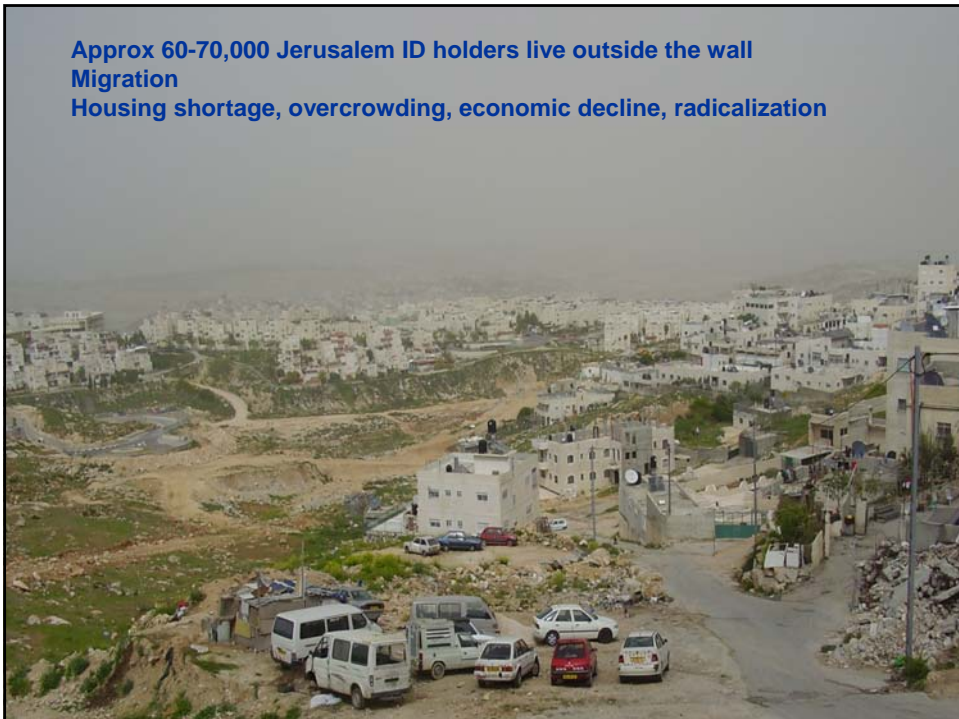 Approx 60-70,000 Jerusalem ID holders live outside the wall
Migration
Housing shortage, overcrowding, economic decline, radicalization